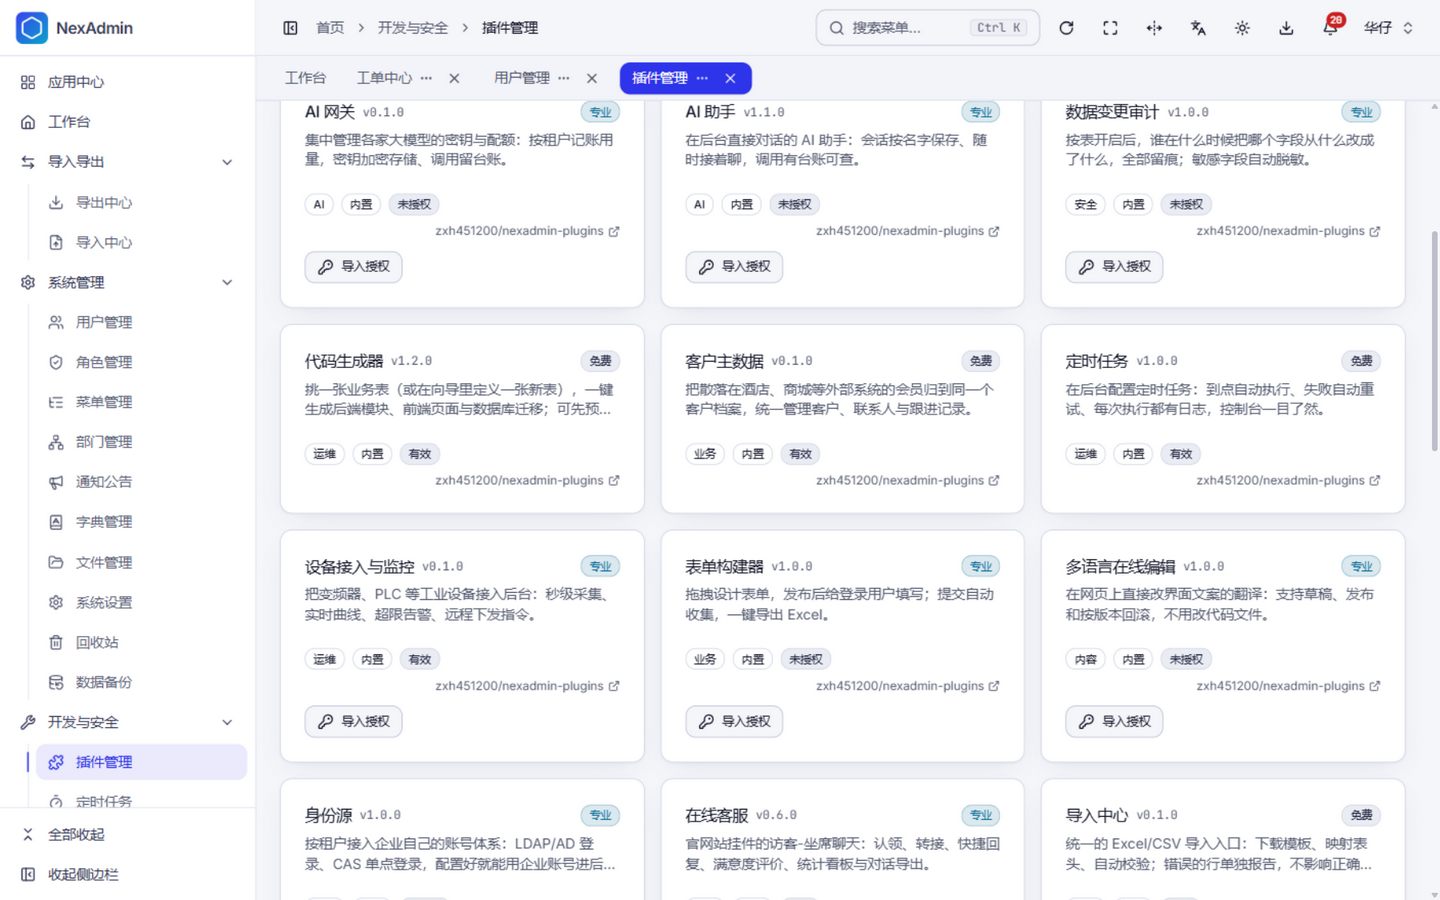 NexAdmin
首页
开发与安全
插件管理
搜索菜单...
Ctrl K
20
华仔
工作台
工单中心 ···
用户管理 ···
插件管理 ···
应用中心
工作台
导入导出
导出中心
导入中心
系统管理
用户管理
角色管理
菜单管理
部门管理
通知公告
字典管理
文件管理
系统设置
回收站
数据备份
开发与安全
插件管理
定时任务
全部收起
收起侧边栏
AI 网关 v0.1.0
专业
集中管理各家大模型的密钥与配额：按租户记账用
量，密钥加密存储、调用留台账。
AI 内置 未授权
zxh451200/nexadmin-plugins
导入授权
AI 助手 v1.1.0
专业
在后台直接对话的 AI 助手：会话按名字保存、随
时接着聊，调用有台账可查。
AI 内置 未授权
zxh451200/nexadmin-plugins
导入授权
数据变更审计 v1.0.0
专业
按表开启后，谁在什么时候把哪个字段从什么改成
了什么，全部留痕；敏感字段自动脱敏。
安全 内置 未授权
zxh451200/nexadmin-plugins
导入授权
代码生成器 v1.2.0
免费
挑一张业务表（或在向导里定义一张新表），一键
生成后端模块、前端页面与数据库迁移；可先预...
运维 内置 有效
zxh451200/nexadmin-plugins
客户主数据 v0.1.0
免费
把散落在酒店、商城等外部系统的会员归到同一个
客户档案，统一管理客户、联系人与跟进记录。
业务 内置 有效
zxh451200/nexadmin-plugins
定时任务 v1.0.0
免费
在后台配置定时任务：到点自动执行、失败自动重
试、每次执行都有日志，控制台一目了然。
运维 内置 有效
zxh451200/nexadmin-plugins
设备接入与监控 v0.1.0
专业
把变频器、PLC 等工业设备接入后台：秒级采集、
实时曲线、超限告警、远程下发指令。
运维 内置 有效
zxh451200/nexadmin-plugins
导入授权
表单构建器 v1.0.0
专业
拖拽设计表单，发布后给登录用户填写；提交自动
收集，一键导出 Excel。
业务 内置 未授权
zxh451200/nexadmin-plugins
导入授权
多语言在线编辑 v1.0.0
专业
在网页上直接改界面文案的翻译：支持草稿、发布
和按版本回滚，不用改代码文件。
内容 内置 未授权
zxh451200/nexadmin-plugins
导入授权
身份源 v1.0.0
专业
按租户接入企业自己的账号体系：LDAP/AD 登
录、CAS 单点登录，配置好就能用企业账号进后...
在线客服 v0.6.0
专业
官网站挂件的访客-坐席聊天：认领、转接、快捷回
复、满意度评价、统计看板与对话导出。
导入中心 v0.1.0
免费
统一的 Excel/CSV 导入入口：下载模板、映射表
头、自动校验；错误的行单独报告，不影响正确...